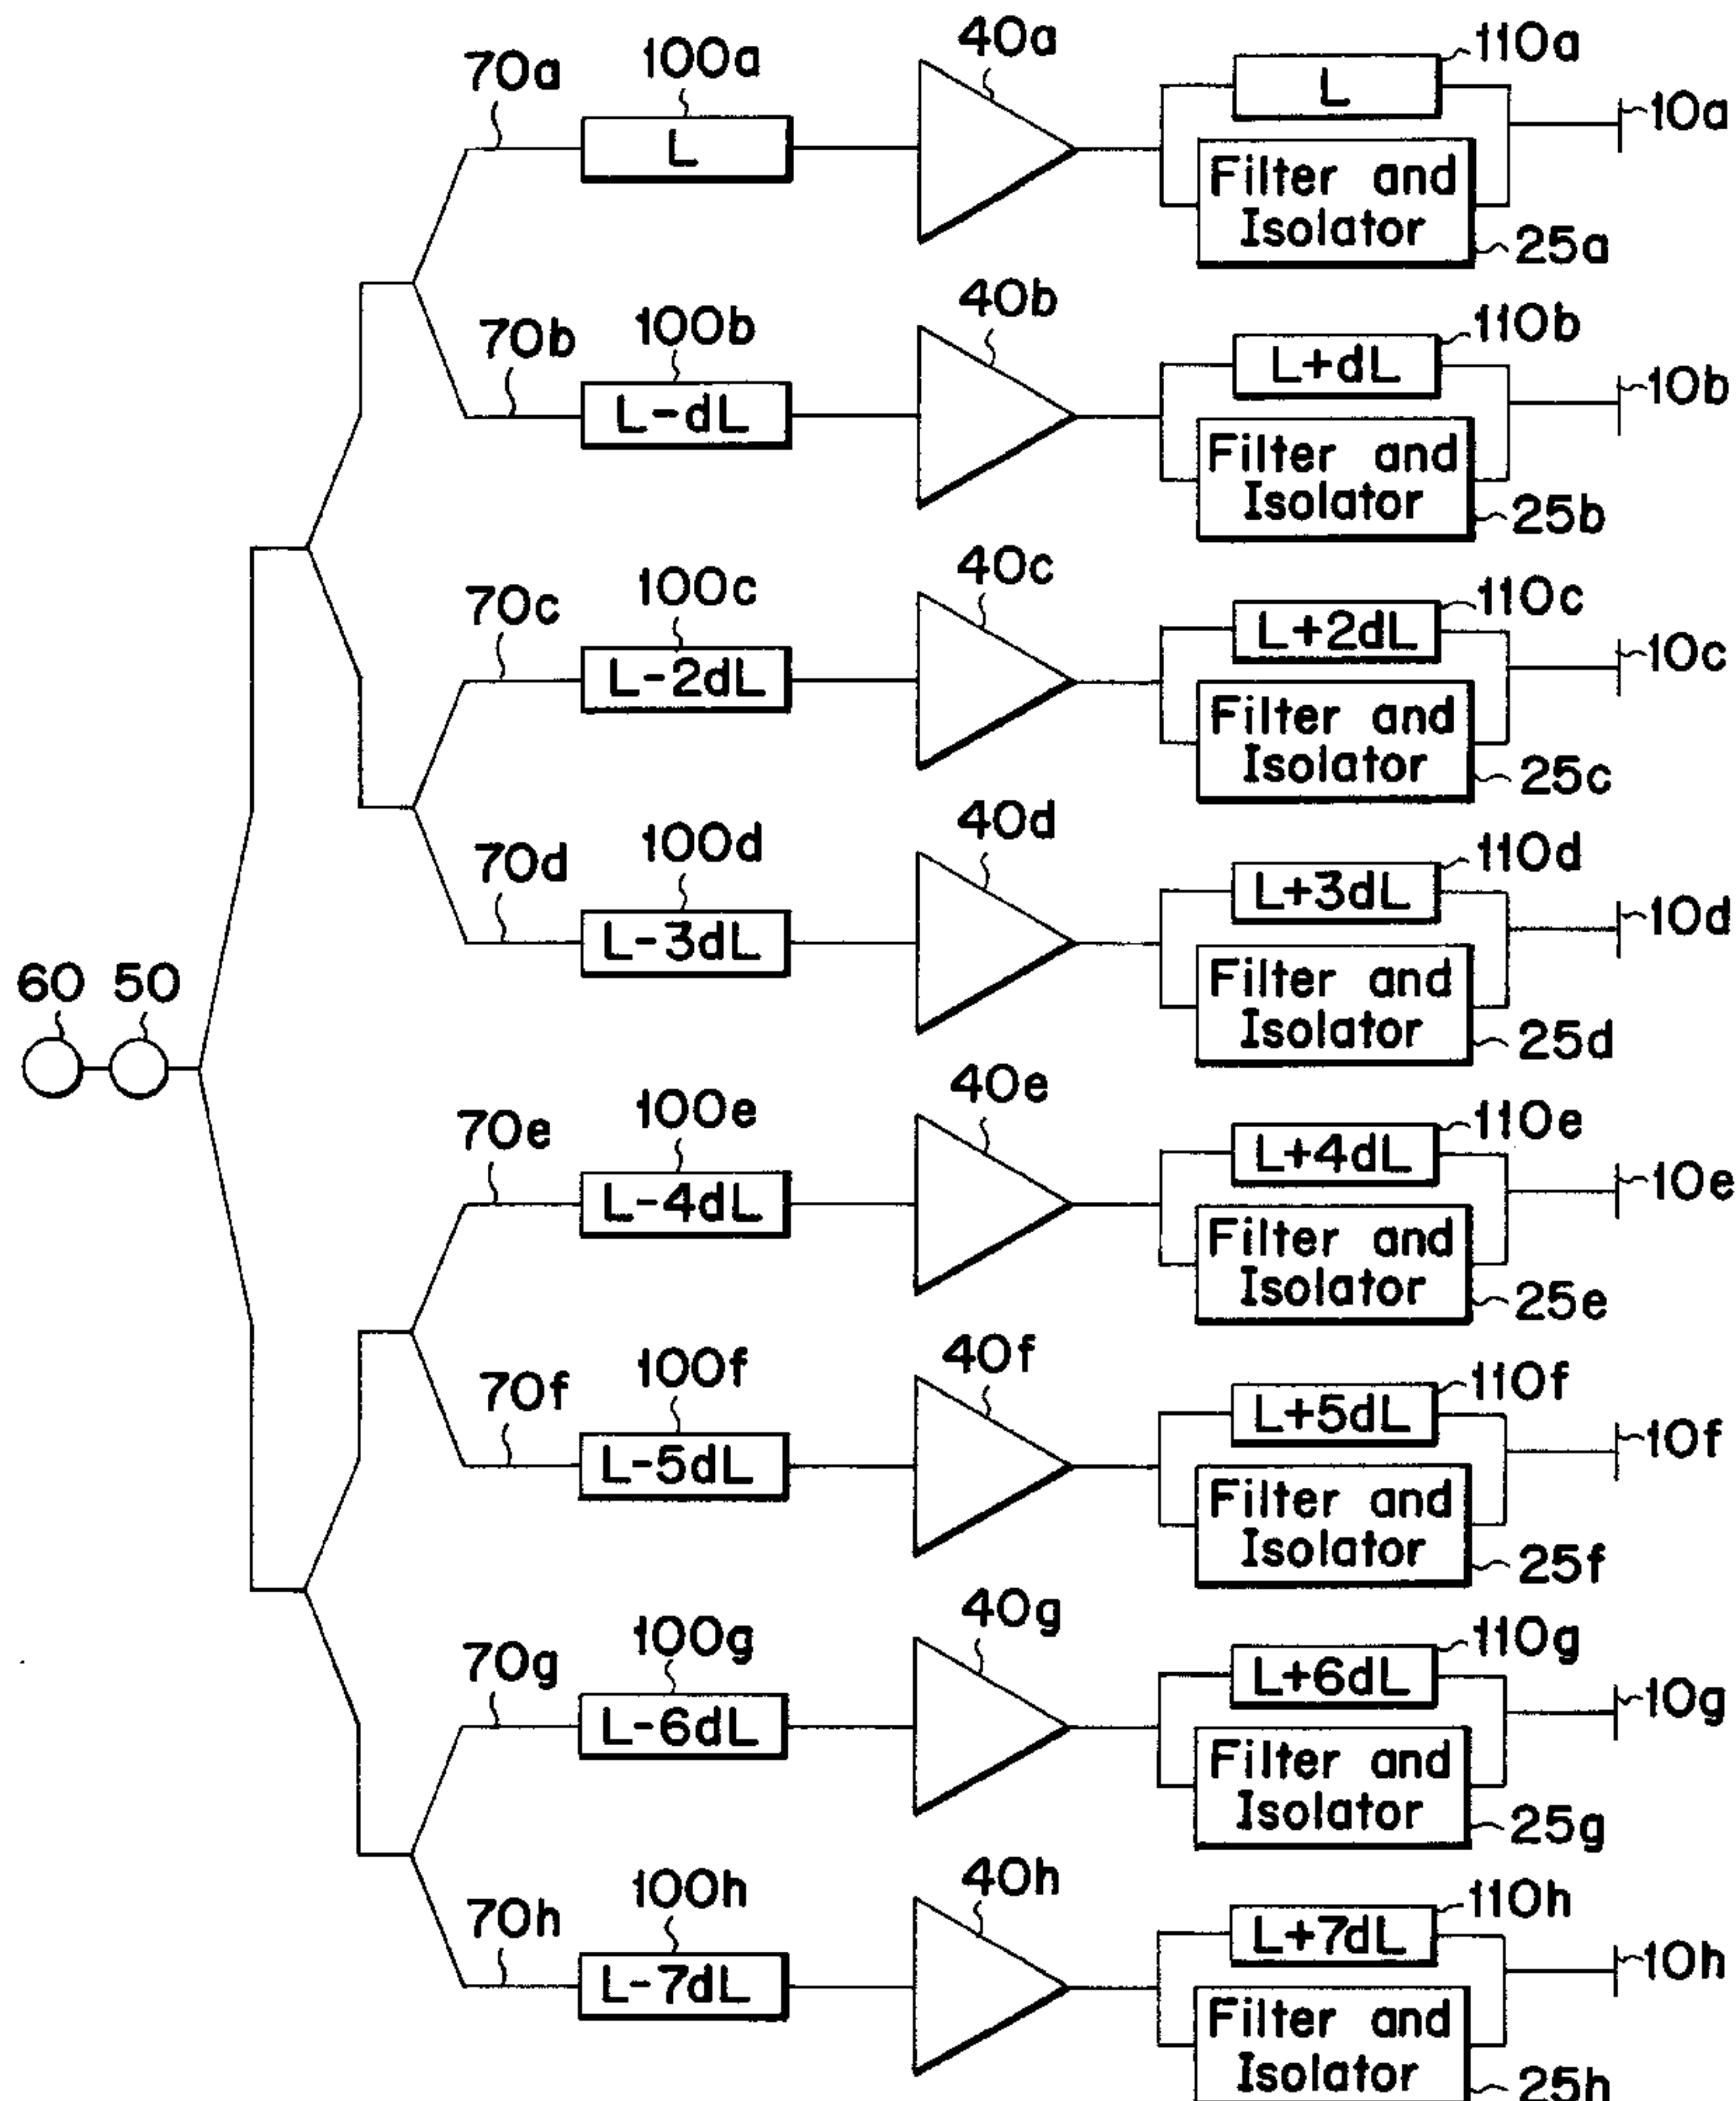 70a 100a 40a 110a
L L 10a
Filter and
Isolator
25a
70b 100b 40b 110b
L-dL L+dL 10b
Filter and
Isolator
25b
70c 100c 40c 110c
L-2dL L+2dL 10c
Filter and
Isolator
25c
70d 100d 40d 110d
L-3dL L+3dL 10d
Filter and
Isolator
25d
60 50
70e 100e 40e 110e
L-4dL L+4dL 10e
Filter and
Isolator
25e
70f 100f 40f 110f
L-5dL L+5dL 10f
Filter and
Isolator
25f
70g 100g 40g 110g
L-6dL L+6dL 10g
Filter and
Isolator
25g
70h 100h 40h 110h
L-7dL L+7dL 10h
Filter and
Isolator
25h